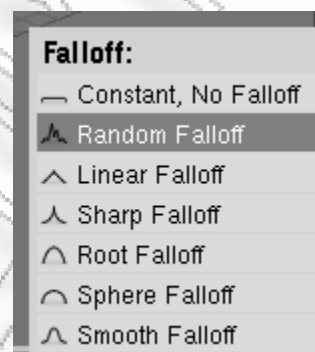 Falloff:
Constant, No Falloff
Random Falloff
Linear Falloff
Sharp Falloff
Root Falloff
Sphere Falloff
Smooth Falloff